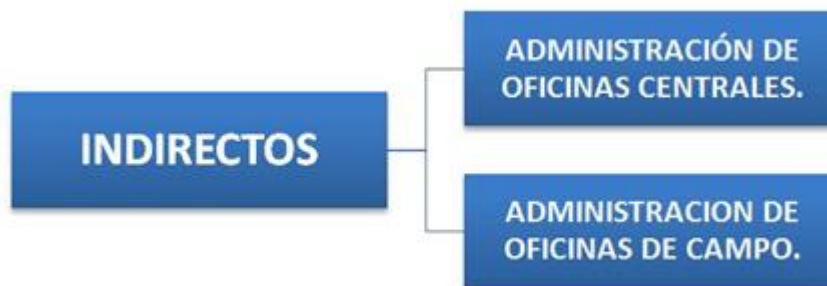 INDIRECTOS
ADMINISTRACIÓN DE
OFICINAS CENTRALES.
ADMINISTRACION DE
OFICINAS DE CAMPO.